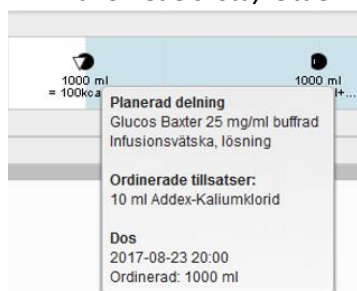 1000 ml
= 100kca
1000 ml
Planerad delning
Glucos Baxter 25 mg/ml buffrad
Infusionsvätska, lösning
Ordinerade tillsatser:
10 ml Addex-Kaliumklorid
Dos
2017-08-23 20:00
Ordinerad: 1000 ml